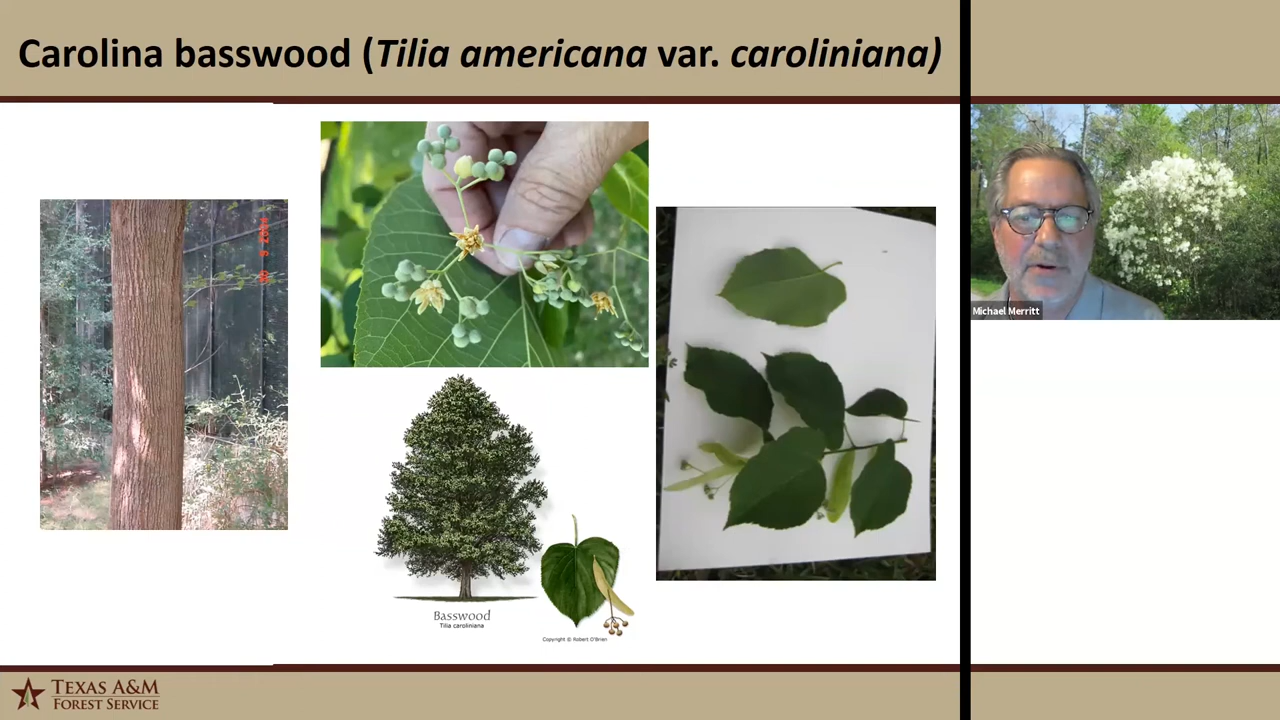 Carolina basswood (Tilia americana var. caroliniana)
Michael Merritt
Basswood
Tilia caroliniana
Copyright © Robert O'Brien
TEXAS A&M
FOREST SERVICE